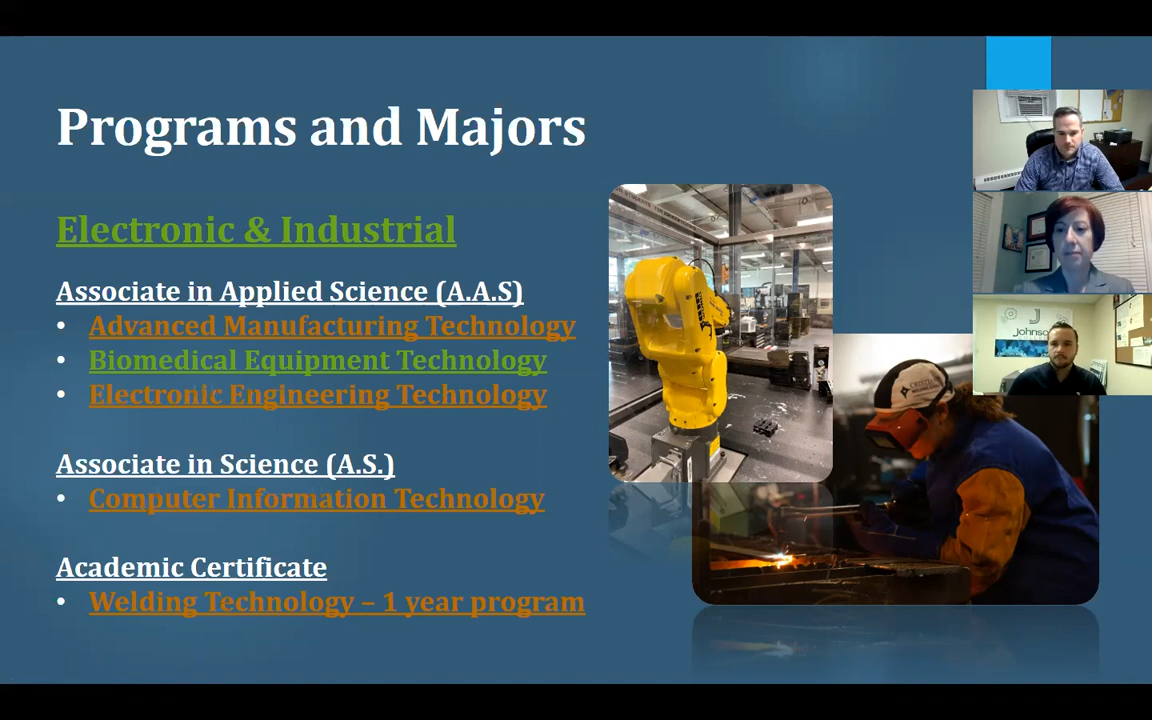 Programs and Majors
Electronic & Industrial
Associate in Applied Science (A.A.S)
• Advanced Manufacturing Technology
• Biomedical Equipment Technology
• Electronic Engineering Technology
Associate in Science (A.S.)
• Computer Information Technology
Academic Certificate
• Welding Technology – 1 year program
J
Johnso